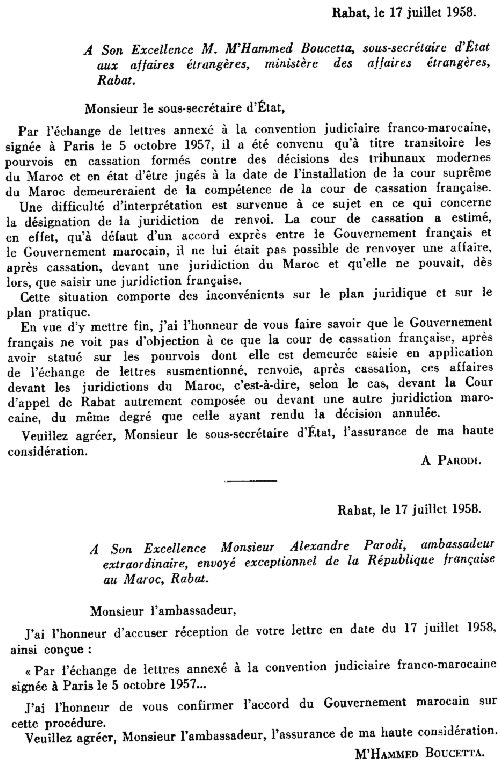 Rabat, le 17 juillet 1958.
A Son Excellence M. M'Hammed Boucetta, sous-secrétaire d'État
aux affaires étrangères, ministère des affaires étrangères,
Rabat.
Monsieur le sous-secrétaire d'État,
Par l'échange de lettres annexé à la convention judiciaire franco-marocaine,
signée à Paris le 5 octobre 1957, il a été convenu qu'à titre transitoire les
pourvois en cassation formés contre des décisions des tribunaux modernes
du Maroc et en état d'être jugés à la date de l'installation de la cour suprême
du Maroc demeureraient de la compétence de la cour de cassation française.
Une difficulté d'interprétation est survenue à ce sujet en ce qui concerne
la désignation de la juridiction de renvoi. La cour de cassation a estimé,
en effet, qu'à défaut d'un accord exprès entre le Gouvernement français et
le Gouvernement marocain, il ne lui était pas possible de renvoyer une affaire,
après cassation, devant une juridiction du Maroc et qu'elle ne pouvait, dès
lors, que saisir une juridiction française.
Cette situation comporte des inconvénients sur le plan juridique et sur le
plan pratique.
En vue d'y mettre fin, j'ai l'honneur de vous faire savoir que le Gouvernement
français ne voit pas d'objection à ce que la cour de cassation française, après
avoir statué sur les pourvois dont elle est demeurée saisie en application
de l'échange de lettres susmentionné, renvoie, après cassation, ces affaires
devant les juridictions du Maroc, c'est-à-dire, selon le cas, devant la Cour
d'appel de Rabat autrement composée ou devant une autre juridiction maro-
caine, du même degré que celle ayant rendu la décision annulée.
Veuillez agréer, Monsieur le sous-secrétaire d'État, l'assurance de ma haute
considération.
A PARODI.
Rabat, le 17 juillet 1958.
A Son Excellence Monsieur Alexandre Parodi, ambassadeur
extraordinaire, envoyé exceptionnel de la République française
au Maroc, Rabat.
Monsieur l'ambassadeur,
J'ai l'honneur d'accuser réception de votre lettre en date du 17 juillet 1958,
ainsi conçue :
« Par l'échange de lettres annexé à la convention judiciaire franco-marocaine
signée à Paris le 5 octobre 1957...
J'ai l'honneur de vous confirmer l'accord du Gouvernement marocain sur
cette procédure.
Veuillez agréer, Monsieur l'ambassadeur, l'assurance de ma haute considération.
M'HAMMED BOUCETTA.